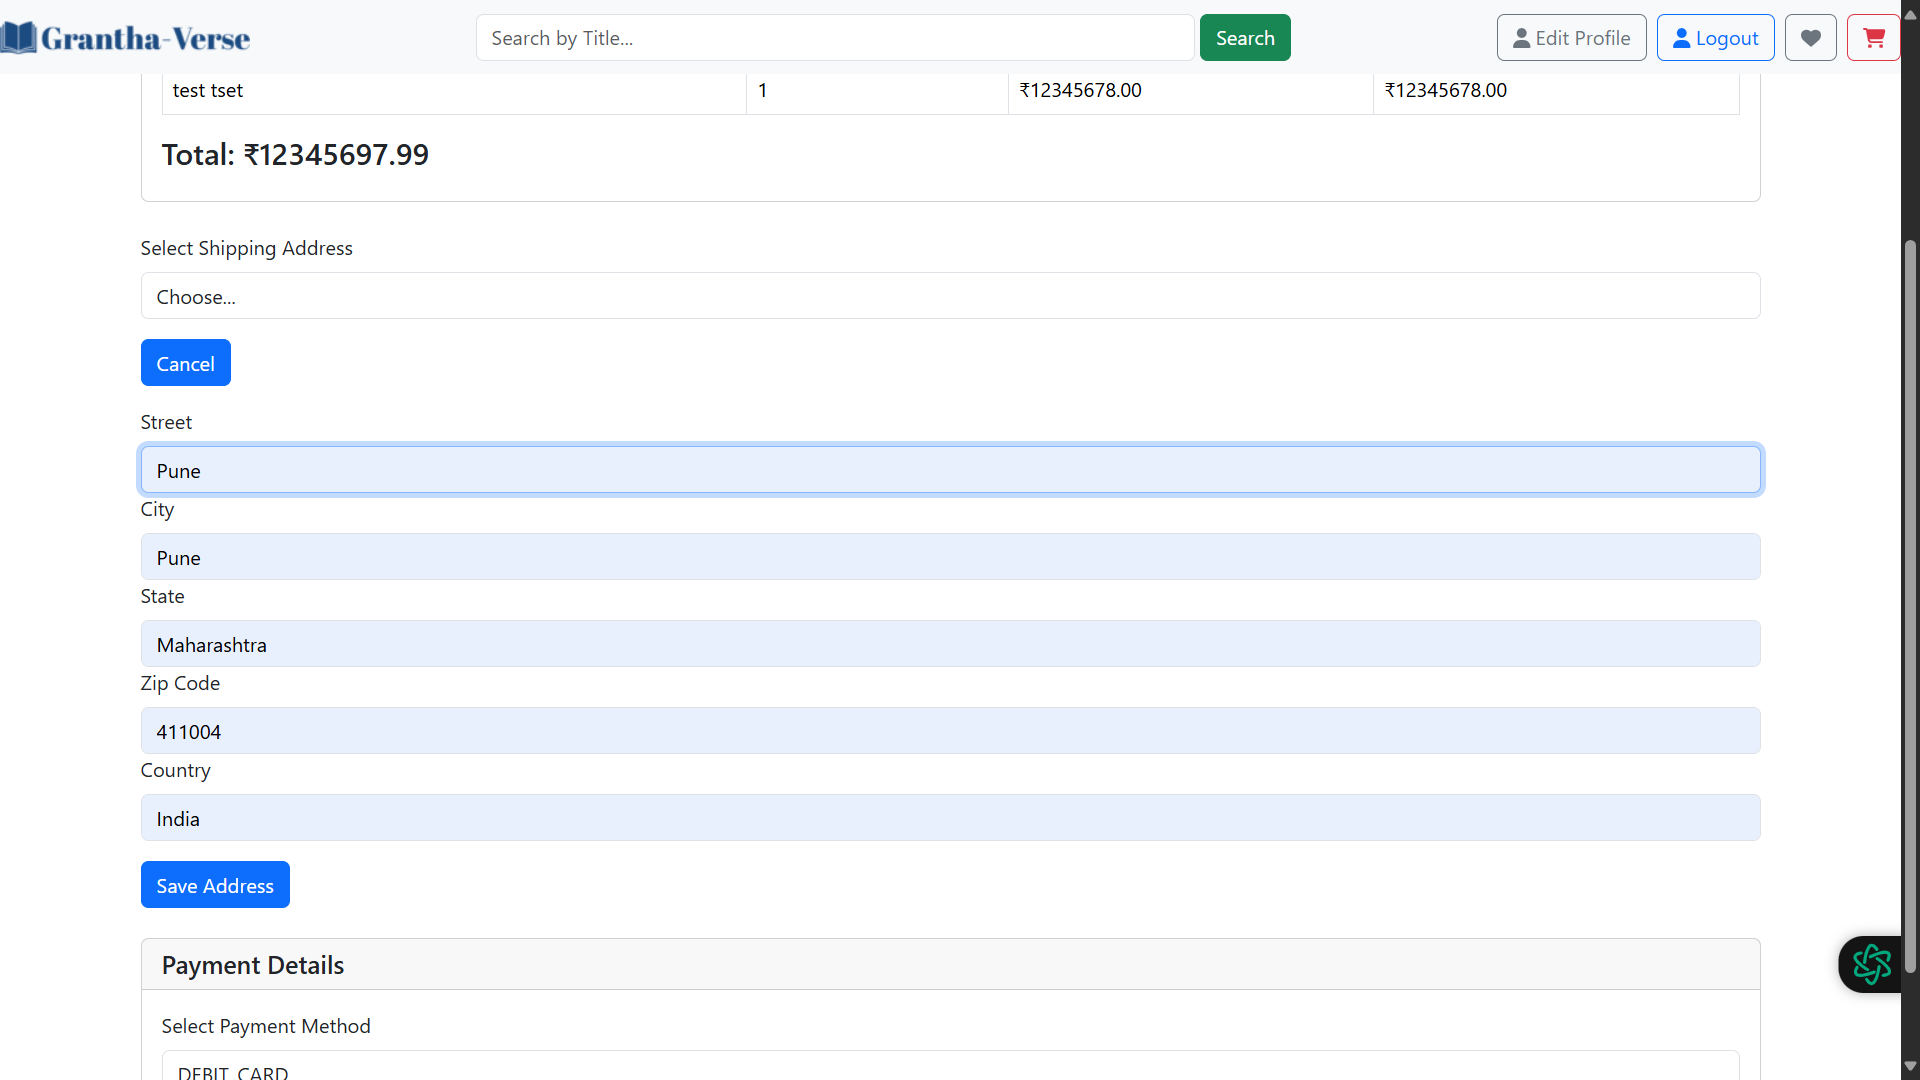 Grantha-Verse
Search by Title...
Search
Edit Profile
Logout
test tset 1 ₹12345678.00 ₹12345678.00
Total: ₹12345697.99
Select Shipping Address
Choose...
Cancel
Street
Pune
City
Pune
State
Maharashtra
Zip Code
411004
Country
India
Save Address
Payment Details
Select Payment Method
DEBIT_CARD